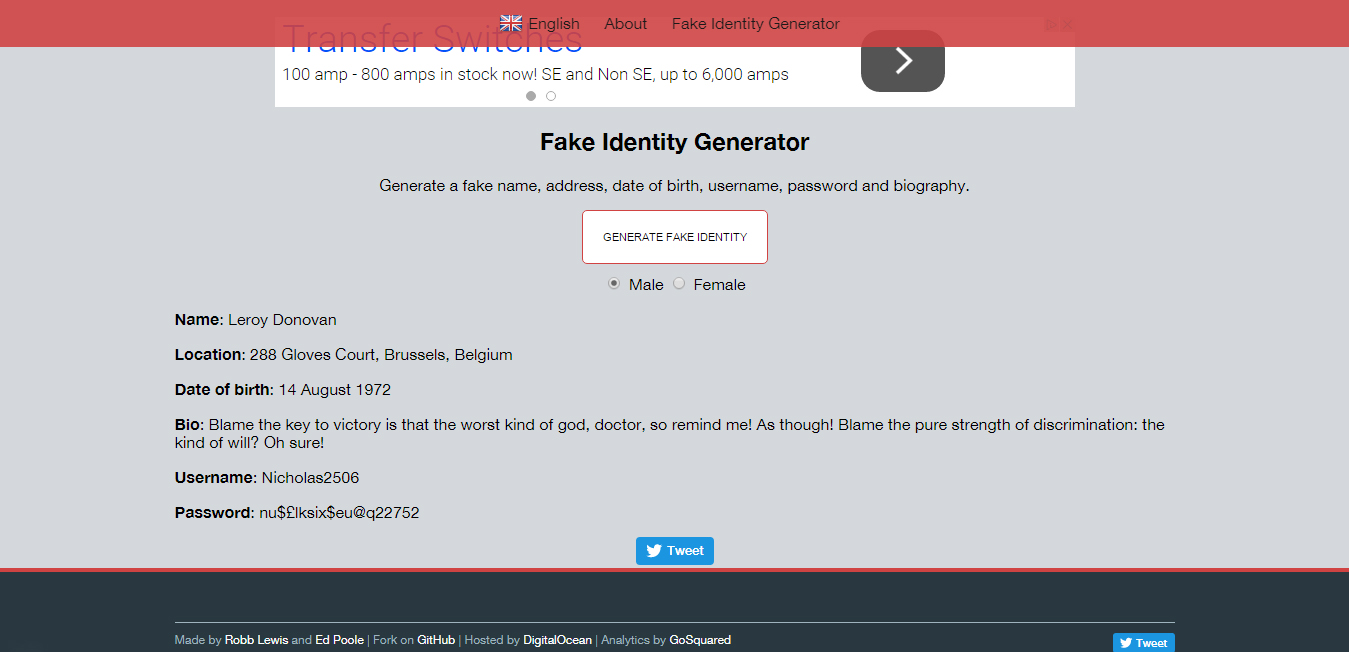 English About Fake Identity Generator
Transfer Switches
100 amp - 800 amps in stock now! SE and Non SE, up to 6,000 amps
Fake Identity Generator
Generate a fake name, address, date of birth, username, password and biography.
GENERATE FAKE IDENTITY
Male Female
Name: Leroy Donovan
Location: 288 Gloves Court, Brussels, Belgium
Date of birth: 14 August 1972
Bio: Blame the key to victory is that the worst kind of god, doctor, so remind me! As though! Blame the pure strength of discrimination: the
kind of will? Oh sure!
Username: Nicholas2506
Password: nu$£lksix$eu@q22752
Tweet
Made by Robb Lewis and Ed Poole | Fork on GitHub | Hosted by DigitalOcean | Analytics by GoSquared
Tweet